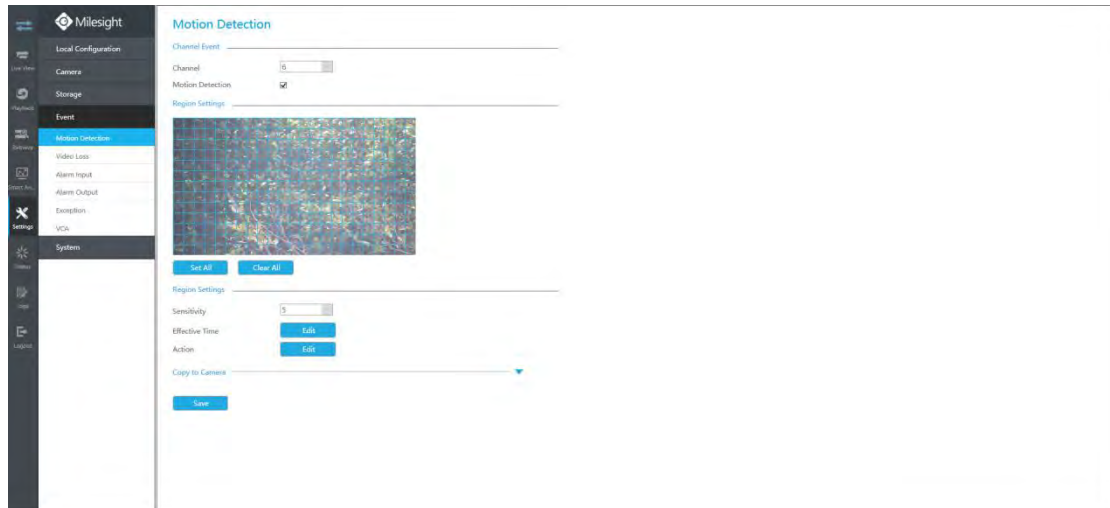 Milesight
Local Configuration
Camera
Storage
Event
Motion Detection
Video Loss
Alarm Input
Alarm Output
Exception
VCA
System
Live View
Playback
Retrieve
Settings
Status
Logout
Motion Detection
Channel Event
Channel 6
Motion Detection
Region Settings
Set All Clear All
Region Settings
Sensitivity 5
Effective Time Edit
Action Edit
Copy to Camera
Save